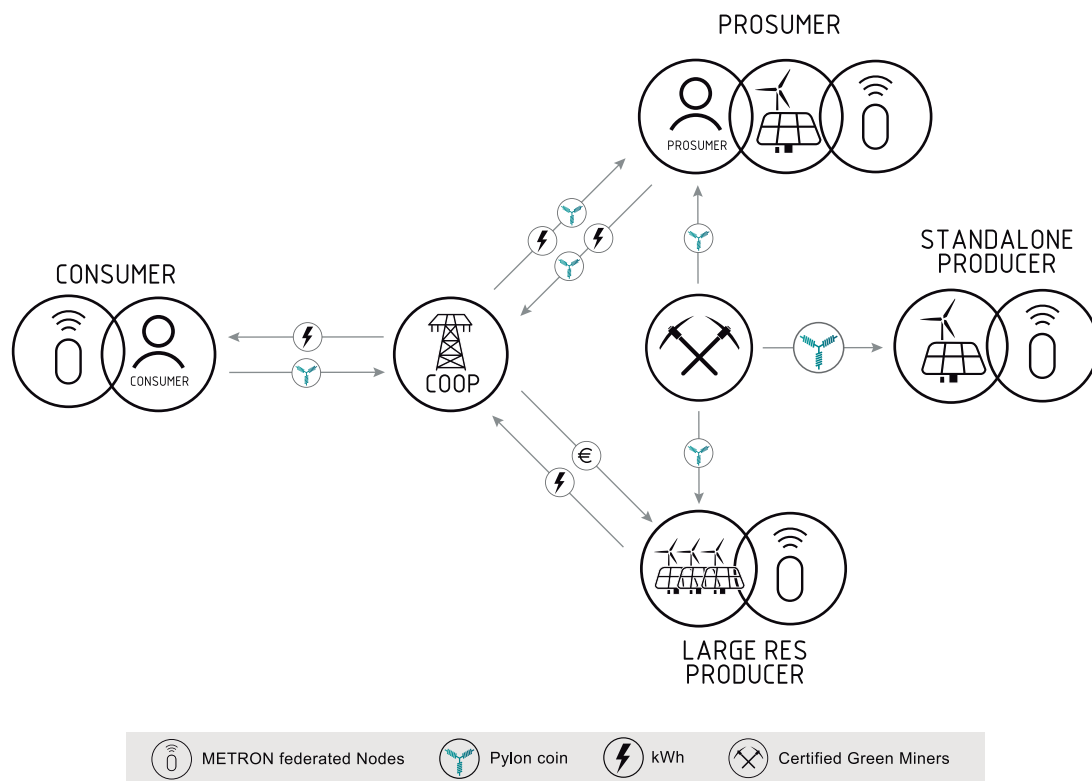 PROSUMER
PROSUMER
STANDALONE
PRODUCER
CONSUMER
CONSUMER
COOP
€
LARGE RES
PRODUCER
METRON federated Nodes
Pylon coin
kWh
Certified Green Miners